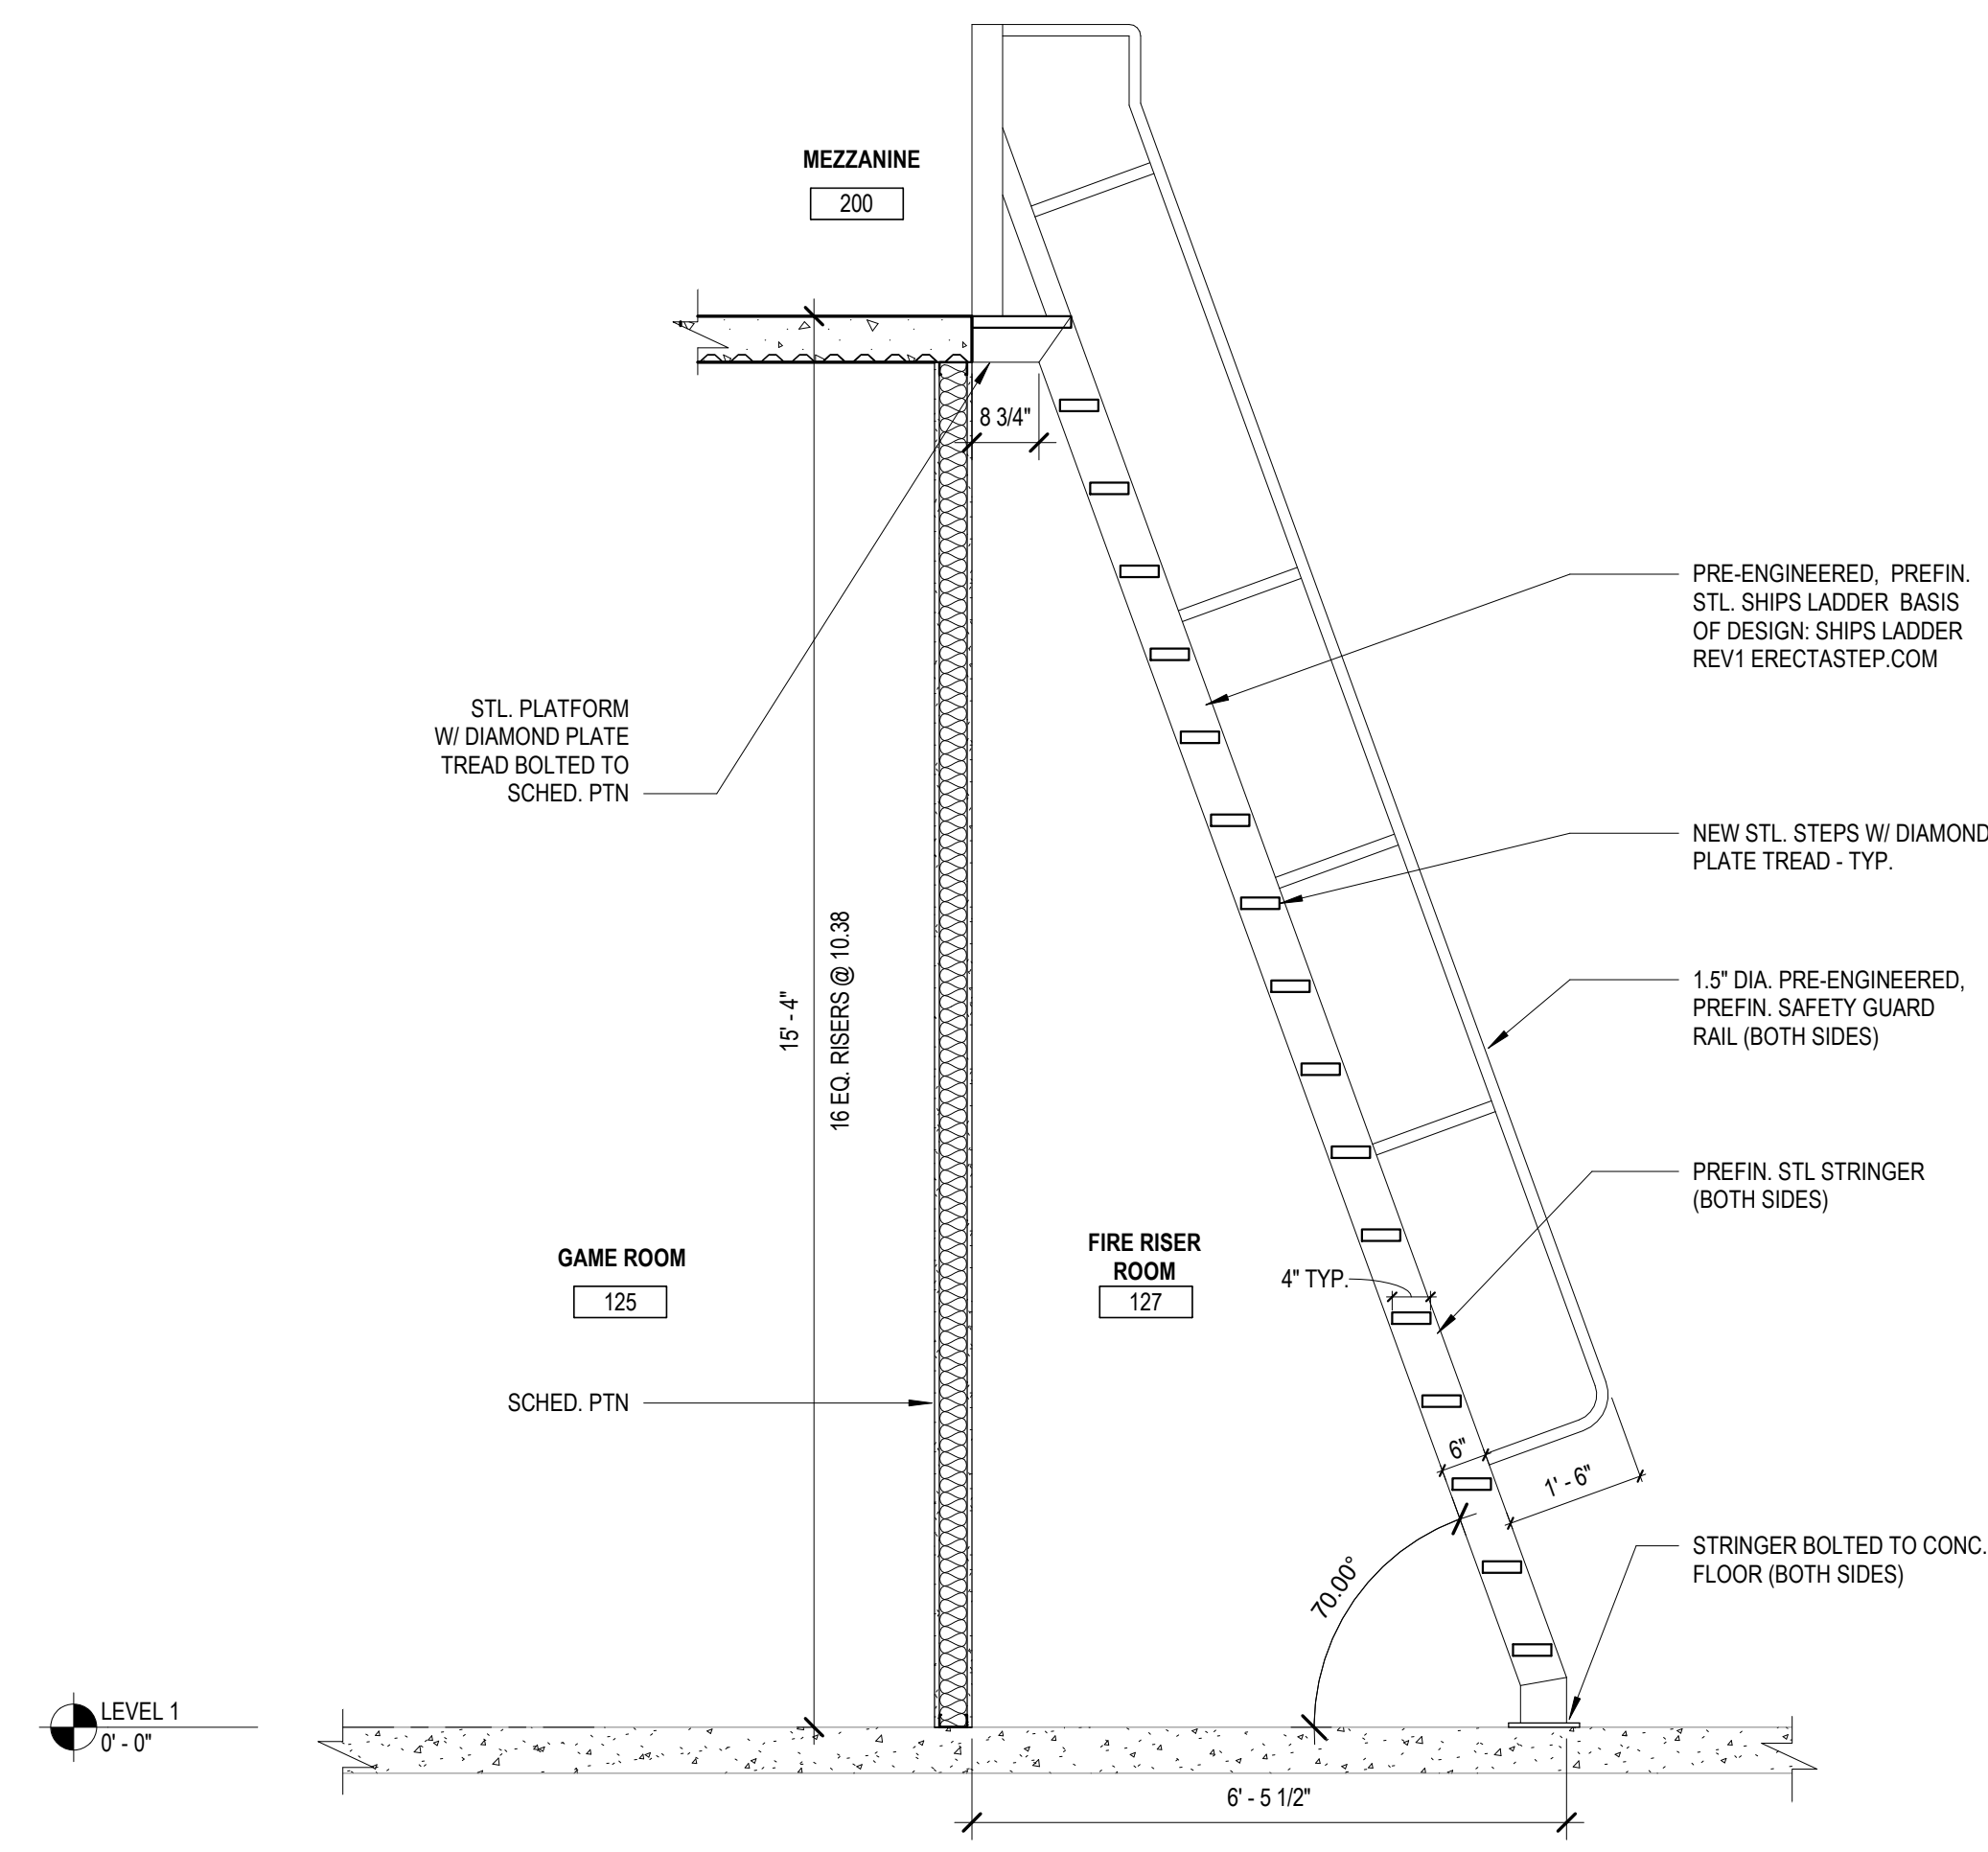 MEZZANINE
200
8 3/4"
PRE-ENGINEERED, PREFIN.
STL. SHIPS LADDER BASIS
OF DESIGN: SHIPS LADDER
REV1 ERECTASTEP.COM
STL. PLATFORM
W/ DIAMOND PLATE
TREAD BOLTED TO
SCHED. PTN
NEW STL. STEPS W/ DIAMOND
PLATE TREAD - TYP.
15' - 4"
16 EQ. RISERS @ 10.38
1.5" DIA. PRE-ENGINEERED,
PREFIN. SAFETY GUARD
RAIL (BOTH SIDES)
PREFIN. STL STRINGER
(BOTH SIDES)
GAME ROOM
125
FIRE RISER
ROOM
127
4" TYP.
SCHED. PTN
6"
1' - 6"
70.00°
STRINGER BOLTED TO CONC.
FLOOR (BOTH SIDES)
LEVEL 1
0' - 0"
6' - 5 1/2"